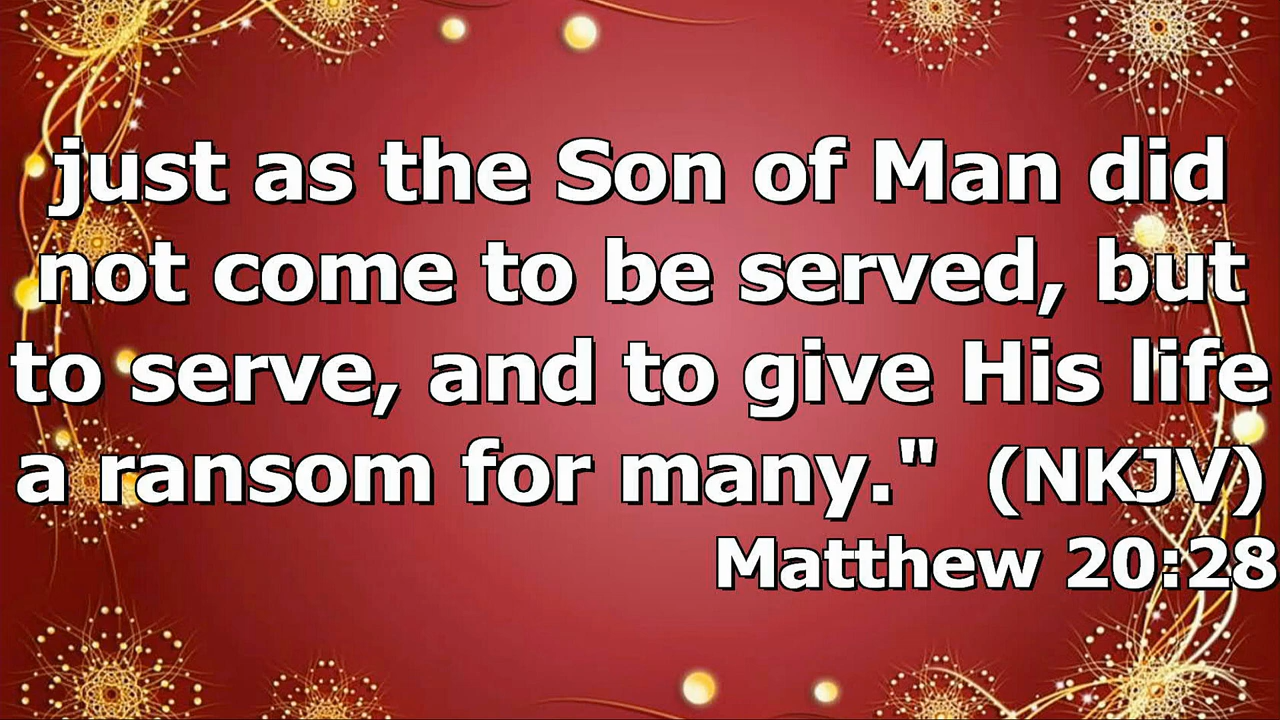 just as the Son of Man did
not come to be served, but
to serve, and to give His life
a ransom for many."  (NKJV)
Matthew 20:28